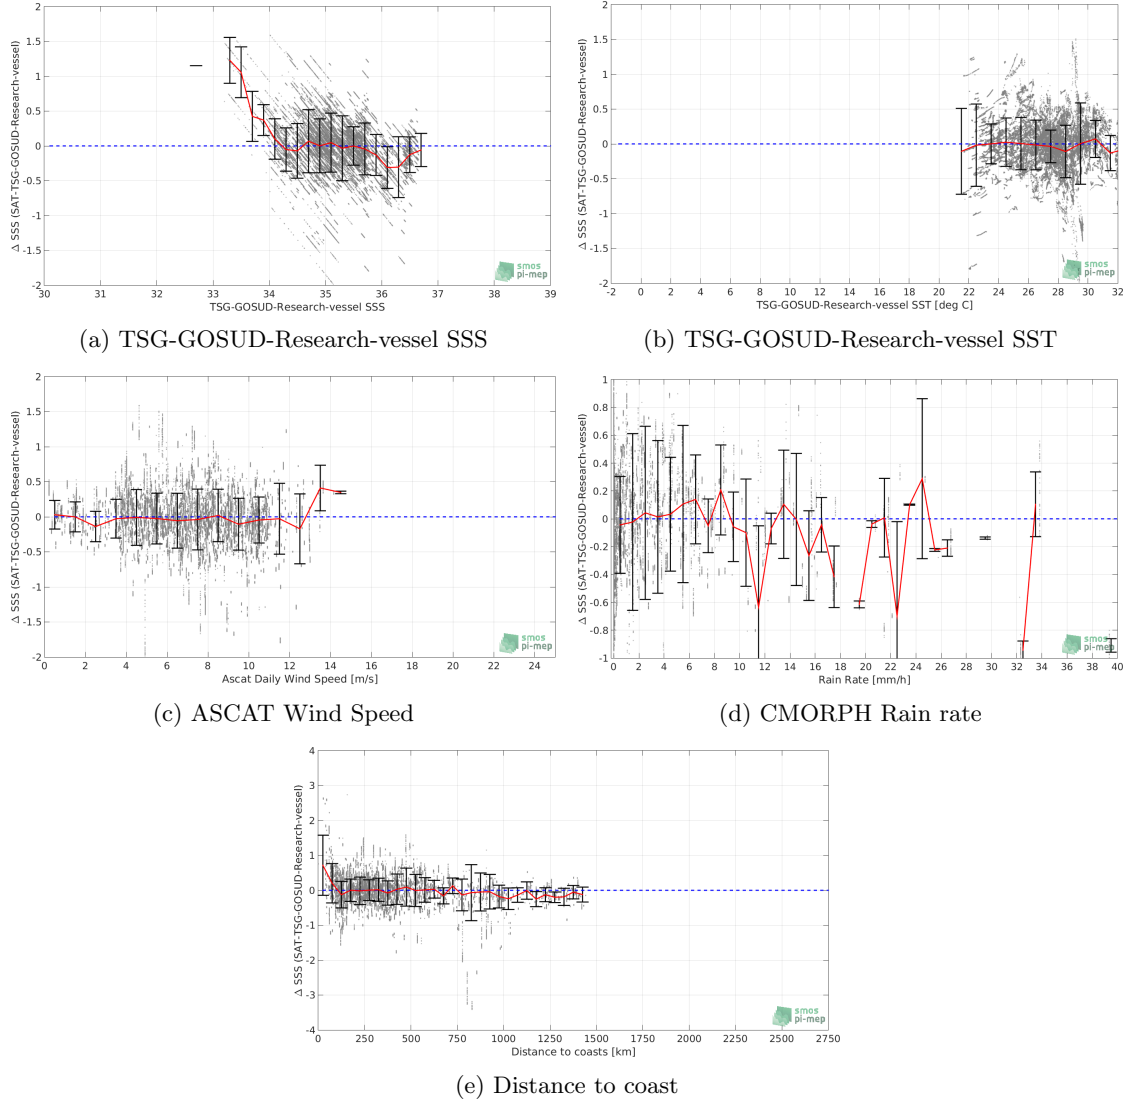 2
1.5
1
0.5
0
-0.5
-1
-1.5
-2
Δ SSS (SAT-TSG-GOSUD-Research-vessel)
30 31 32 33 34 35 36 37 38 39
TSG-GOSUD-Research-vessel SSS
smos
pi-mep
(a) TSG-GOSUD-Research-vessel SSS
2
1.5
1
0.5
0
-0.5
-1
-1.5
-2
Δ SSS (SAT-TSG-GOSUD-Research-vessel)
-2 0 2 4 6 8 10 12 14 16 18 20 22 24 26 28 30 32
TSG-GOSUD-Research-vessel SST [deg C]
smos
pi-mep
(b) TSG-GOSUD-Research-vessel SST
2
1.5
1
0.5
0
-0.5
-1
-1.5
-2
Δ SSS (SAT-TSG-GOSUD-Research-vessel)
0 2 4 6 8 10 12 14 16 18 20 22 24
Ascat Daily Wind Speed [m/s]
smos
pi-mep
(c) ASCAT Wind Speed
1
0.8
0.6
0.4
0.2
0
-0.2
-0.4
-0.6
-0.8
-1
Δ SSS (SAT-TSG-GOSUD-Research-vessel)
0 2 4 6 8 10 12 14 16 18 20 22 24 26 28 30 32 34 36 38 40
Rain Rate [mm/h]
smos
pi-mep
(d) CMORPH Rain rate
4
3
2
1
0
-1
-2
-3
-4
Δ SSS (SAT-TSG-GOSUD-Research-vessel)
0 250 500 750 1000 1250 1500 1750 2000 2250 2500 2750
Distance to coasts [km]
smos
pi-mep
(e) Distance to coast